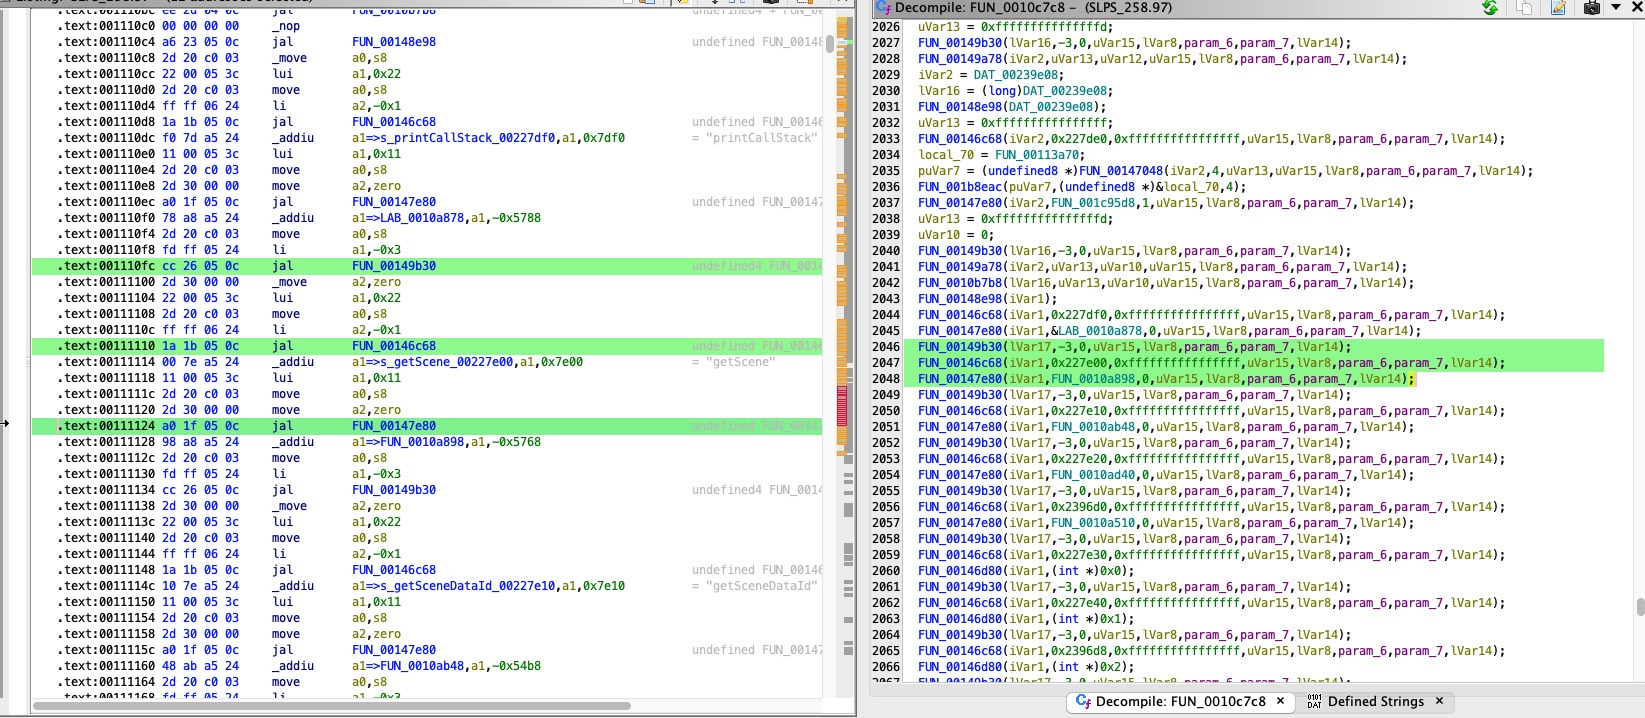 .text:001110c0 00 00 00 00 _nop
.text:001110c4 a6 23 05 0c jal FUN_00148e98 undefined FUN_00148
.text:001110c8 2d 20 c0 03 _move a0,s8
.text:001110cc 22 00 05 3c lui a1,0x22
.text:001110d0 2d 20 c0 03 move a0,s8
.text:001110d4 ff ff 06 24 li a2,-0x1
.text:001110d8 1a 1b 05 0c jal FUN_00146c68 undefined FUN_00146
.text:001110dc f0 7d a5 24 _addiu a1=>s_printCallStack_00227df0,a1,0x7df0 = "printCallStack"
.text:001110e0 11 00 05 3c lui a1,0x11
.text:001110e4 2d 20 c0 03 move a0,s8
.text:001110e8 2d 30 00 00 move a2,zero
.text:001110ec a0 1f 05 0c jal FUN_00147e80 undefined FUN_00147
.text:001110f0 78 a8 a5 24 _addiu a1=>LAB_0010a878,a1,-0x5788
.text:001110f4 2d 20 c0 03 move a0,s8
.text:001110f8 fd ff 05 24 li a1,-0x3
.text:001110fc cc 26 05 0c jal FUN_00149b30 undefined4 FUN_0014
.text:00111100 2d 30 00 00 _move a2,zero
.text:00111104 22 00 05 3c lui a1,0x22
.text:00111108 2d 20 c0 03 move a0,s8
.text:0011110c ff ff 06 24 li a2,-0x1
.text:00111110 1a 1b 05 0c jal FUN_00146c68 undefined FUN_00146
.text:00111114 00 7e a5 24 _addiu a1=>s_getScene_00227e00,a1,0x7e00 = "getScene"
.text:00111118 11 00 05 3c lui a1,0x11
.text:0011111c 2d 20 c0 03 move a0,s8
.text:00111120 2d 30 00 00 move a2,zero
.text:00111124 a0 1f 05 0c jal FUN_00147e80 undefined FUN_00147
.text:00111128 98 a8 a5 24 _addiu a1=>FUN_0010a898,a1,-0x5768
.text:0011112c 2d 20 c0 03 move a0,s8
.text:00111130 fd ff 05 24 li a1,-0x3
.text:00111134 cc 26 05 0c jal FUN_00149b30 undefined4 FUN_0014
.text:00111138 2d 30 00 00 _move a2,zero
.text:0011113c 22 00 05 3c lui a1,0x22
.text:00111140 2d 20 c0 03 move a0,s8
.text:00111144 ff ff 06 24 li a2,-0x1
.text:00111148 1a 1b 05 0c jal FUN_00146c68 undefined FUN_00146
.text:0011114c 10 7e a5 24 _addiu a1=>s_getSceneDataId_00227e10,a1,0x7e10 = "getSceneDataId"
.text:00111150 11 00 05 3c lui a1,0x11
.text:00111154 2d 20 c0 03 move a0,s8
.text:00111158 2d 30 00 00 move a2,zero
.text:0011115c a0 1f 05 0c jal FUN_00147e80 undefined FUN_00147
.text:00111160 48 ab a5 24 _addiu a1=>FUN_0010ab48,a1,-0x54b8
.text:00111164 2d 20 c0 03 move a0,s8
.text:00111168 fd ff 05 24 li a1,-0x3
Decompile: FUN_0010c7c8 – (SLPS_258.97)
2026 uVar13 = 0xfffffffffffffffd;
2027 FUN_00149b30(lVar16,-3,0,uVar15,lVar8,param_6,param_7,lVar14);
2028 FUN_00149a78(iVar2,uVar13,uVar12,uVar15,lVar8,param_6,param_7,lVar14);
2029 iVar2 = DAT_00239e08;
2030 lVar16 = (long)DAT_00239e08;
2031 FUN_00148e98(DAT_00239e08);
2032 uVar13 = 0xffffffffffffffff;
2033 FUN_00146c68(iVar2,0x227de0,0xffffffffffffffff,uVar15,lVar8,param_6,param_7,lVar14);
2034 local_70 = FUN_00113a70;
2035 puVar7 = (undefined8 *)FUN_00147048(iVar2,4,uVar13,uVar15,lVar8,param_6,param_7,lVar14);
2036 FUN_001b8eac(puVar7,(undefined8 *)&local_70,4);
2037 FUN_00147e80(iVar2,FUN_001c95d8,1,uVar15,lVar8,param_6,param_7,lVar14);
2038 uVar13 = 0xfffffffffffffffd;
2039 uVar10 = 0;
2040 FUN_00149b30(lVar16,-3,0,uVar15,lVar8,param_6,param_7,lVar14);
2041 FUN_00149a78(iVar2,uVar13,uVar10,uVar15,lVar8,param_6,param_7,lVar14);
2042 FUN_0010b7b8(lVar16,uVar13,uVar10,uVar15,lVar8,param_6,param_7,lVar14);
2043 FUN_00148e98(iVar1);
2044 FUN_00146c68(iVar1,0x227df0,0xffffffffffffffff,uVar15,lVar8,param_6,param_7,lVar14);
2045 FUN_00147e80(iVar1,&LAB_0010a878,0,uVar15,lVar8,param_6,param_7,lVar14);
2046 FUN_00149b30(lVar17,-3,0,uVar15,lVar8,param_6,param_7,lVar14);
2047 FUN_00146c68(iVar1,0x227e00,0xffffffffffffffff,uVar15,lVar8,param_6,param_7,lVar14);
2048 FUN_00147e80(iVar1,FUN_0010a898,0,uVar15,lVar8,param_6,param_7,lVar14);
2049 FUN_00149b30(lVar17,-3,0,uVar15,lVar8,param_6,param_7,lVar14);
2050 FUN_00146c68(iVar1,0x227e10,0xffffffffffffffff,uVar15,lVar8,param_6,param_7,lVar14);
2051 FUN_00147e80(iVar1,FUN_0010ab48,0,uVar15,lVar8,param_6,param_7,lVar14);
2052 FUN_00149b30(lVar17,-3,0,uVar15,lVar8,param_6,param_7,lVar14);
2053 FUN_00146c68(iVar1,0x227e20,0xffffffffffffffff,uVar15,lVar8,param_6,param_7,lVar14);
2054 FUN_00147e80(iVar1,FUN_0010ad40,0,uVar15,lVar8,param_6,param_7,lVar14);
2055 FUN_00149b30(lVar17,-3,0,uVar15,lVar8,param_6,param_7,lVar14);
2056 FUN_00146c68(iVar1,0x2396d0,0xffffffffffffffff,uVar15,lVar8,param_6,param_7,lVar14);
2057 FUN_00147e80(iVar1,FUN_0010a510,0,uVar15,lVar8,param_6,param_7,lVar14);
2058 FUN_00149b30(lVar17,-3,0,uVar15,lVar8,param_6,param_7,lVar14);
2059 FUN_00146c68(iVar1,0x227e30,0xffffffffffffffff,uVar15,lVar8,param_6,param_7,lVar14);
2060 FUN_00146d80(iVar1,(int *)0x0);
2061 FUN_00149b30(lVar17,-3,0,uVar15,lVar8,param_6,param_7,lVar14);
2062 FUN_00146c68(iVar1,0x227e40,0xffffffffffffffff,uVar15,lVar8,param_6,param_7,lVar14);
2063 FUN_00146d80(iVar1,(int *)0x1);
2064 FUN_00149b30(lVar17,-3,0,uVar15,lVar8,param_6,param_7,lVar14);
2065 FUN_00146c68(iVar1,0x2396d8,0xffffffffffffffff,uVar15,lVar8,param_6,param_7,lVar14);
2066 FUN_00146d80(iVar1,(int *)0x2);
2067 FUN_00149b30(lVar17,-3,0,uVar15,lVar8,param_6,param_7,lVar14);
Decompile: FUN_0010c7c8 ×
Defined Strings ×